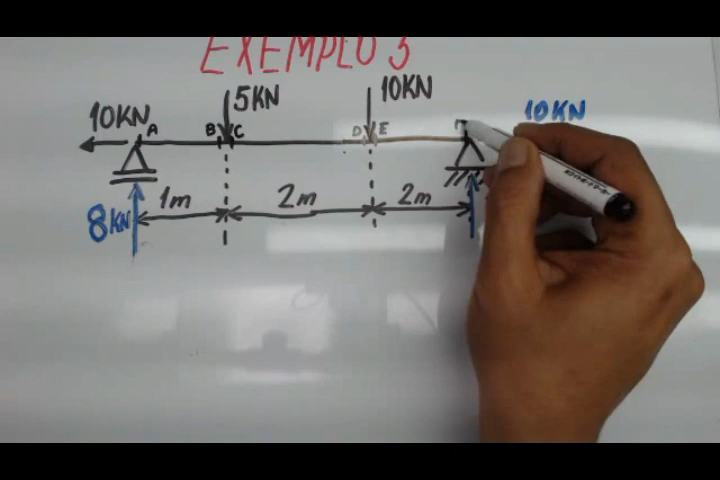 EXEMPLO 3
10KN 5KN 10KN 10KN
A B C D E
1m 2m 2m
8KN